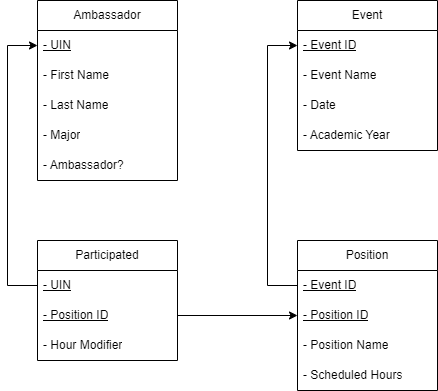 Ambassador
- UIN
- First Name
- Last Name
- Major
- Ambassador?
Event
- Event ID
- Event Name
- Date
- Academic Year
Participated
- UIN
- Position ID
- Hour Modifier
Position
- Event ID
- Position ID
- Position Name
- Scheduled Hours